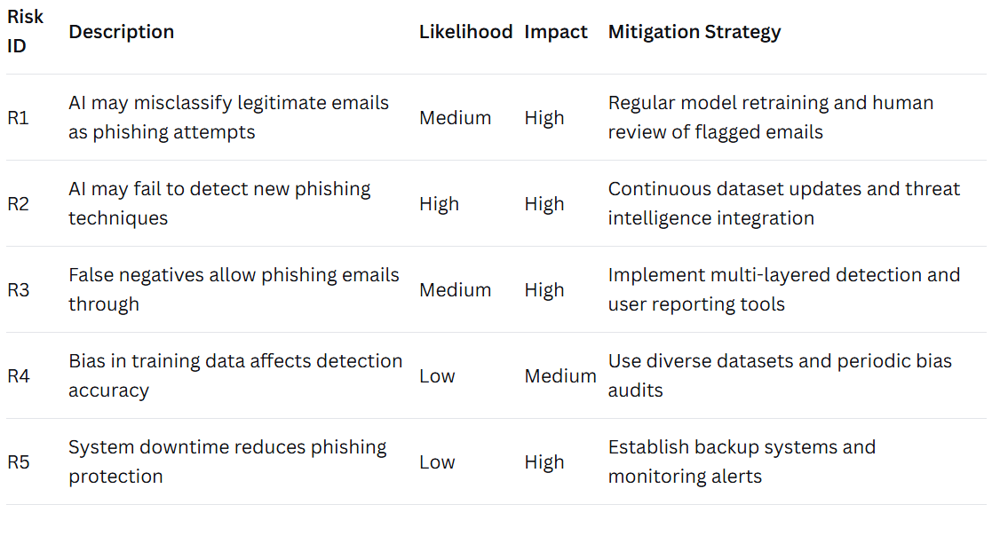 Risk
ID
Description
Likelihood
Impact
Mitigation Strategy
R1
AI may misclassify legitimate emails
as phishing attempts
Medium
High
Regular model retraining and human
review of flagged emails
R2
AI may fail to detect new phishing
techniques
High
High
Continuous dataset updates and threat
intelligence integration
R3
False negatives allow phishing emails
through
Medium
High
Implement multi-layered detection and
user reporting tools
R4
Bias in training data affects detection
accuracy
Low
Medium
Use diverse datasets and periodic bias
audits
R5
System downtime reduces phishing
protection
Low
High
Establish backup systems and
monitoring alerts